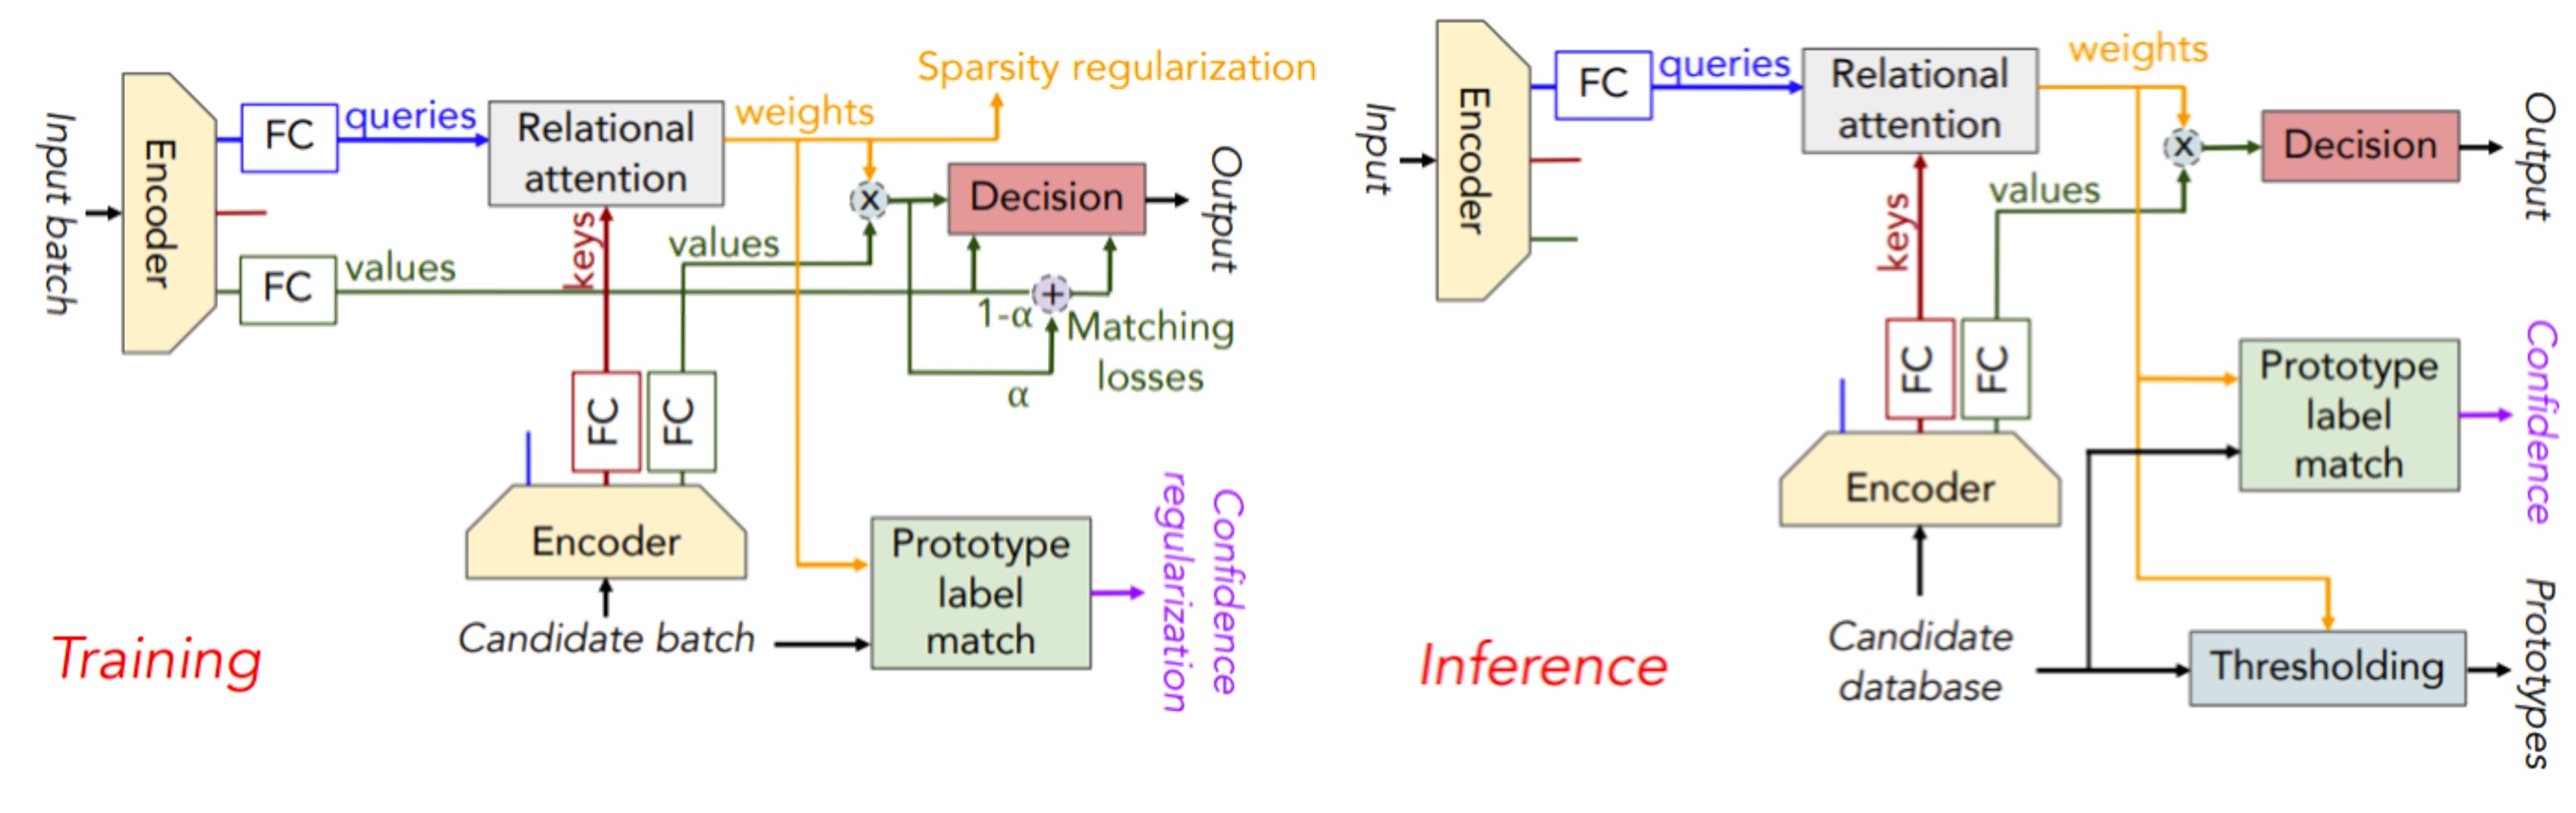 Input batch
Encoder
FC
queries
Relational
attention
weights
Sparsity regularization
x
Decision
Output
FC
values
keys
values
1-α
+
Matching
losses
α
FC
FC
Encoder
Candidate batch
Prototype
label
match
Confidence
regularization
Training
Input
Encoder
FC
queries
Relational
attention
weights
x
Decision
Output
keys
values
FC
FC
Encoder
Candidate
database
Prototype
label
match
Confidence
Thresholding
Prototypes
Inference